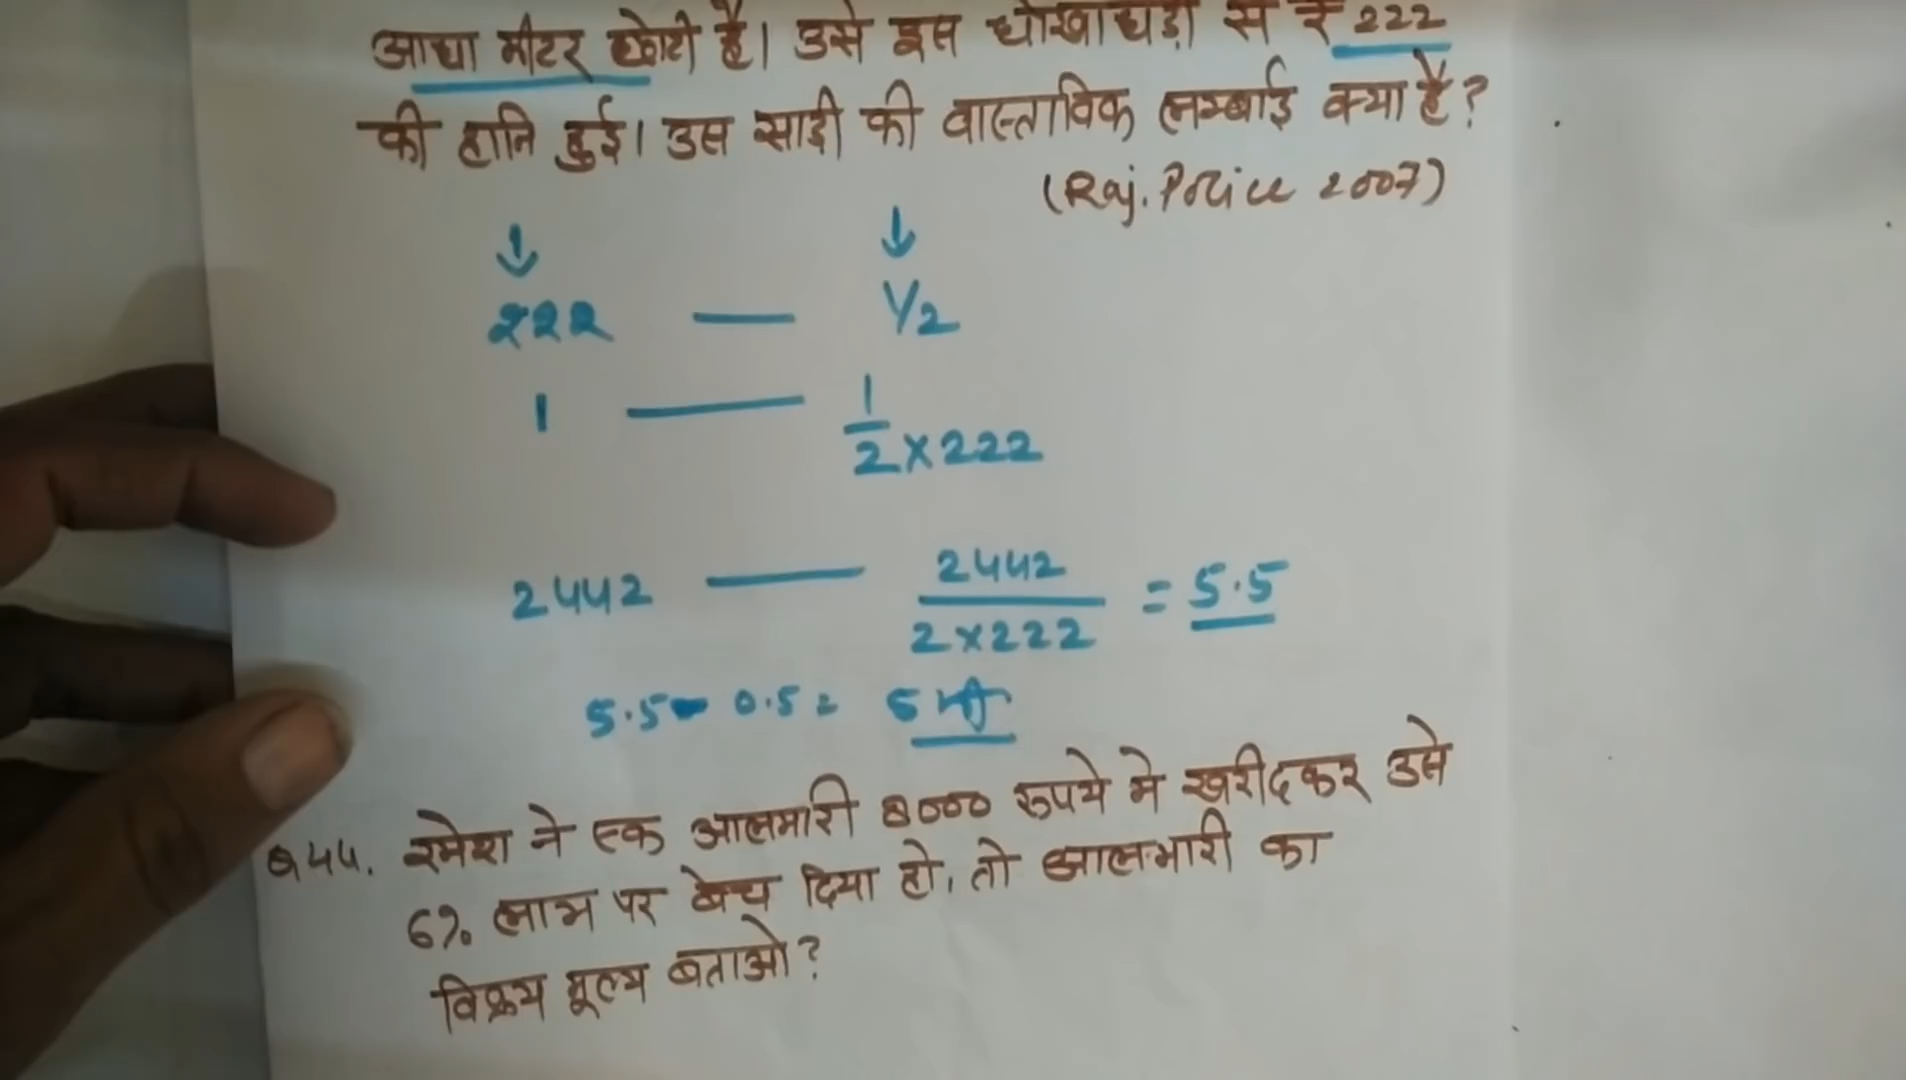 आधा मीटर छोटी है। उसे इस धोखाधड़ी से ₹ 222
की हानि हुई। उस साड़ी की वास्तविक लम्बाई क्या है?
(Raj. Police 2007)
222 — 1/2
1 — 1/2×222
2442 — 2442/2×222 = 5.5
5.5 - 0.5 = 5 मी
Q44. रमेश ने एक आलमारी 8000 रुपये मे खरीदकर उसे
6% लाभ पर बेच दिया हो, तो आलमारी का
विक्रय मूल्य बताओ?